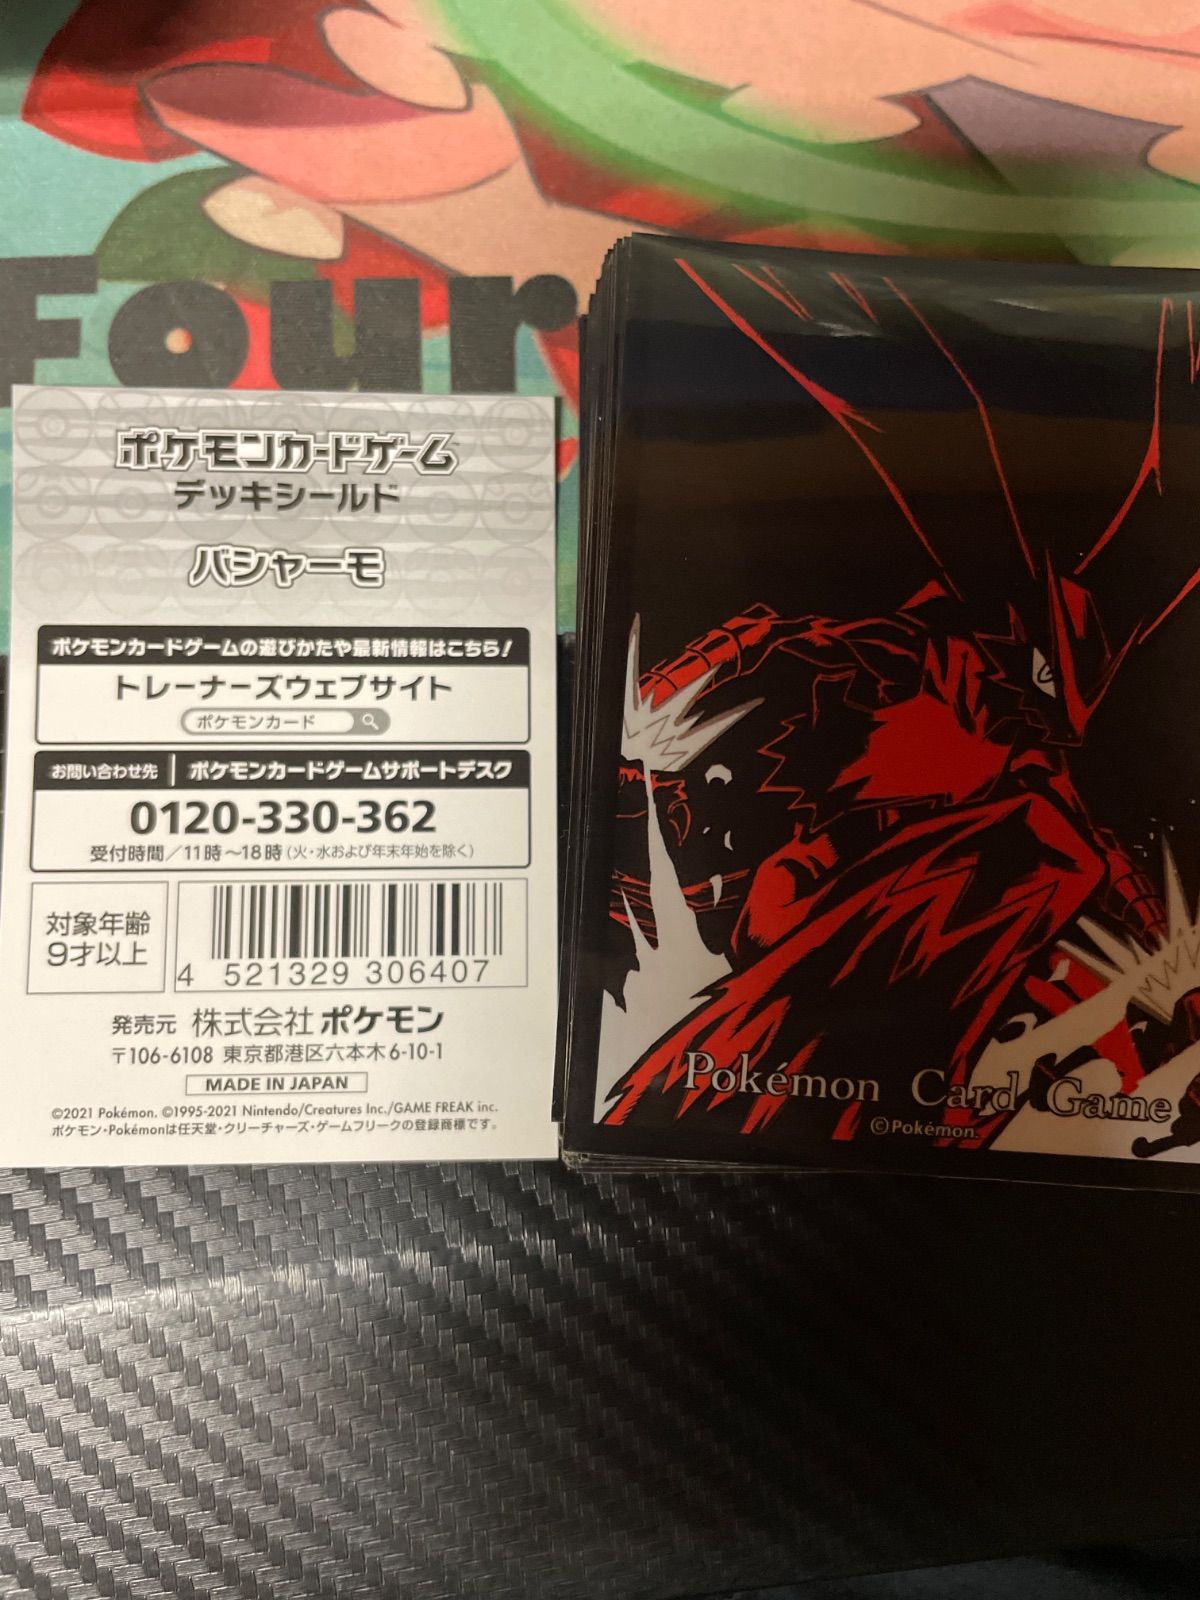 Four
ポケモンカードゲーム
デッキシールド
バシャーモ
ポケモンカードゲームの遊びかたや最新情報はこちら!
トレーナーズウェブサイト
ポケモンカード
お問い合わせ先 ポケモンカードゲームサポートデスク
0120-330-362
受付時間/11時~18時(火・水および年末年始を除く)
対象年齢
9才以上
4 521329 306407
発売元 株式会社ポケモン
〒106-6108 東京都港区六本木6-10-1
MADE IN JAPAN
©2021 Pokémon. ©1995-2021 Nintendo/Creatures Inc./GAME FREAK inc.
ポケモン・Pokémonは任天堂・クリーチャーズ・ゲームフリークの登録商標です。
Pokémon Card Game
©Pokémon.